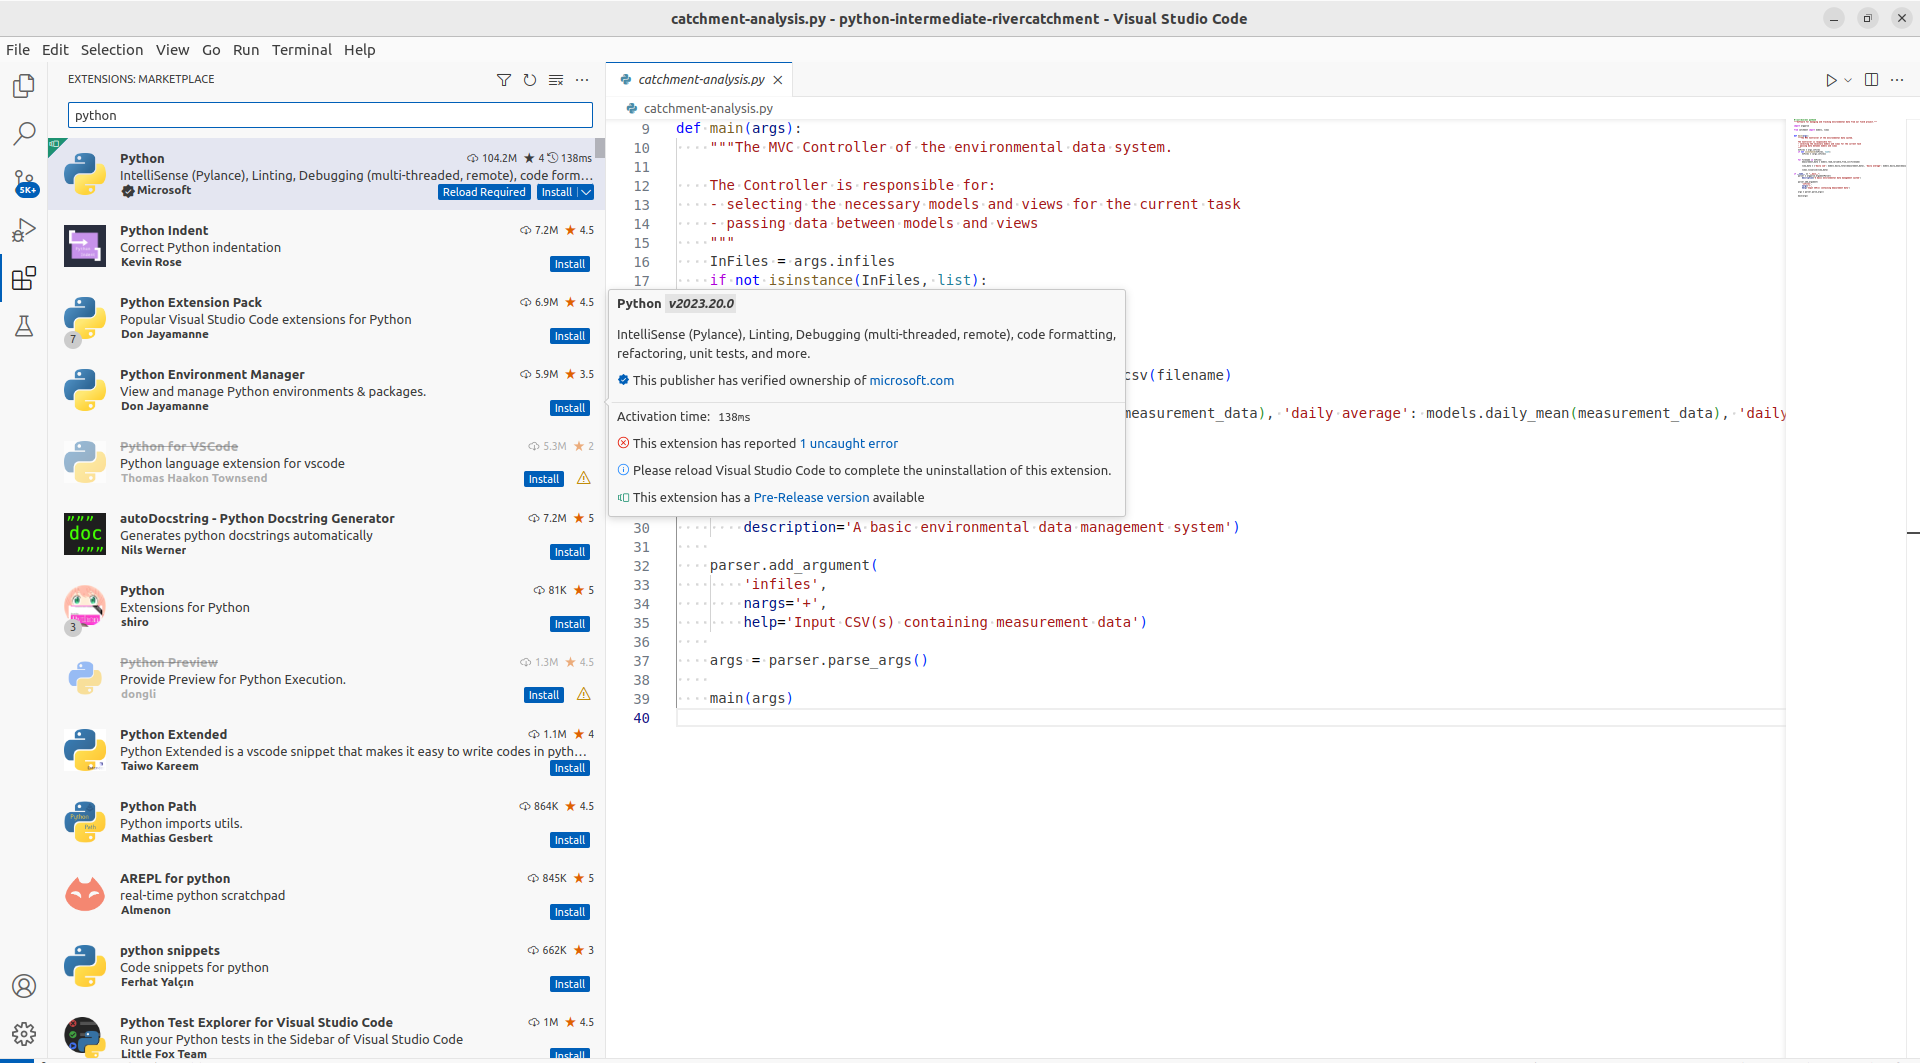 catchment-analysis.py - python-intermediate-rivercatchment - Visual Studio Code
File Edit Selection View Go Run Terminal Help
EXTENSIONS: MARKETPLACE
python
5K+
Python 104.2M 4 138ms
IntelliSense (Pylance), Linting, Debugging (multi-threaded, remote), code form…
Microsoft Reload Required Install
Python Indent 7.2M 4.5
Correct Python indentation
Kevin Rose Install
Python Extension Pack 6.9M 4.5
Popular Visual Studio Code extensions for Python
Don Jayamanne Install
7
Python Environment Manager 5.9M 3.5
View and manage Python environments & packages.
Don Jayamanne Install
Python for VSCode 5.3M 2
Python language extension for vscode
Thomas Haakon Townsend Install
autoDocstring - Python Docstring Generator 7.2M 5
Generates python docstrings automatically
Nils Werner Install
"""
doc
"""
Python 81K 5
Extensions for Python
shiro Install
3
Python Preview 1.3M 4.5
Provide Preview for Python Execution.
dongli Install
Python Extended 1.1M 4
Python Extended is a vscode snippet that makes it easy to write codes in pyth…
Taiwo Kareem Install
Python Path 864K 4.5
Python imports utils.
Mathias Gesbert Install
AREPL for python 845K 5
real-time python scratchpad
Almenon Install
python snippets 662K 3
Code snippets for python
Ferhat Yalçın Install
Python Test Explorer for Visual Studio Code 1M 4.5
Run your Python tests in the Sidebar of Visual Studio Code
Little Fox Team Install
catchment-analysis.py
catchment-analysis.py
9 def main(args):
10 """The MVC Controller of the environmental data system.
11
12 The Controller is responsible for:
13 - selecting the necessary models and views for the current task
14 - passing data between models and views
15 """
16 InFiles = args.infiles
17 if not isinstance(InFiles, list):
Python v2023.20.0
IntelliSense (Pylance), Linting, Debugging (multi-threaded, remote), code formatting,
refactoring, unit tests, and more.
This publisher has verified ownership of microsoft.com
Activation time: 138ms
This extension has reported 1 uncaught error
Please reload Visual Studio Code to complete the uninstallation of this extension.
This extension has a Pre-Release version available
csv(filename)
measurement_data), 'daily average': models.daily_mean(measurement_data), 'daily
30 description='A basic environmental data management system')
31
32 parser.add_argument(
33 'infiles',
34 nargs='+',
35 help='Input CSV(s) containing measurement data')
36
37 args = parser.parse_args()
38
39 main(args)
40